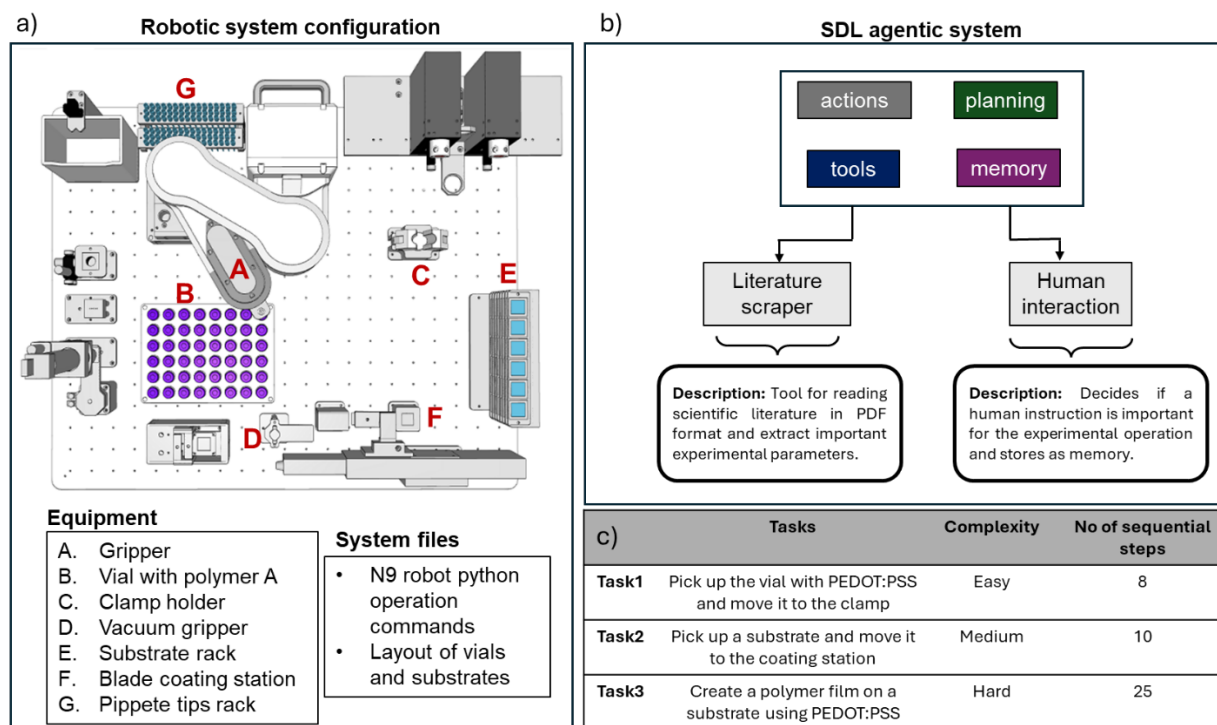 a)
Robotic system configuration
G
A
B
C
E
D
F
Equipment
A. Gripper
B. Vial with polymer A
C. Clamp holder
D. Vacuum gripper
E. Substrate rack
F. Blade coating station
G. Pippete tips rack
System files
• N9 robot python
operation
commands
• Layout of vials
and substrates
b)
SDL agentic system
actions
planning
tools
memory
Literature
scraper
Human
interaction
Description: Tool for reading
scientific literature in PDF
format and extract important
experimental parameters.
Description: Decides if a
human instruction is important
for the experimental operation
and stores as memory.
c)
Tasks
Complexity
No of sequential
steps
Task1
Pick up the vial with PEDOT:PSS
and move it to the clamp
Easy
8
Task2
Pick up a substrate and move it
to the coating station
Medium
10
Task3
Create a polymer film on a
substrate using PEDOT:PSS
Hard
25